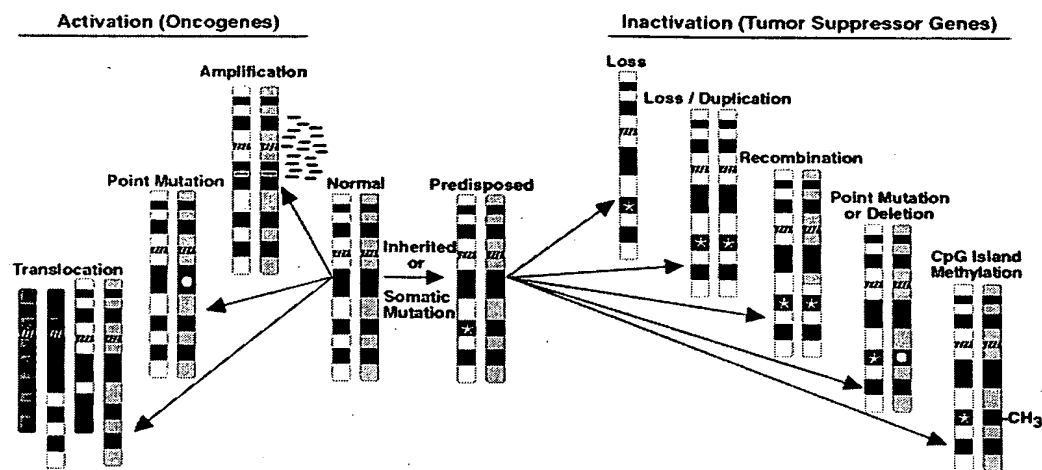 Activation (Oncogenes)
Inactivation (Tumor Suppressor Genes)
Amplification
Loss
Loss / Duplication
Recombination
Point Mutation
Normal
Predisposed
Point Mutation
or Deletion
Inherited
or
Somatic
Mutation
Translocation
CpG Island
Methylation
CH3